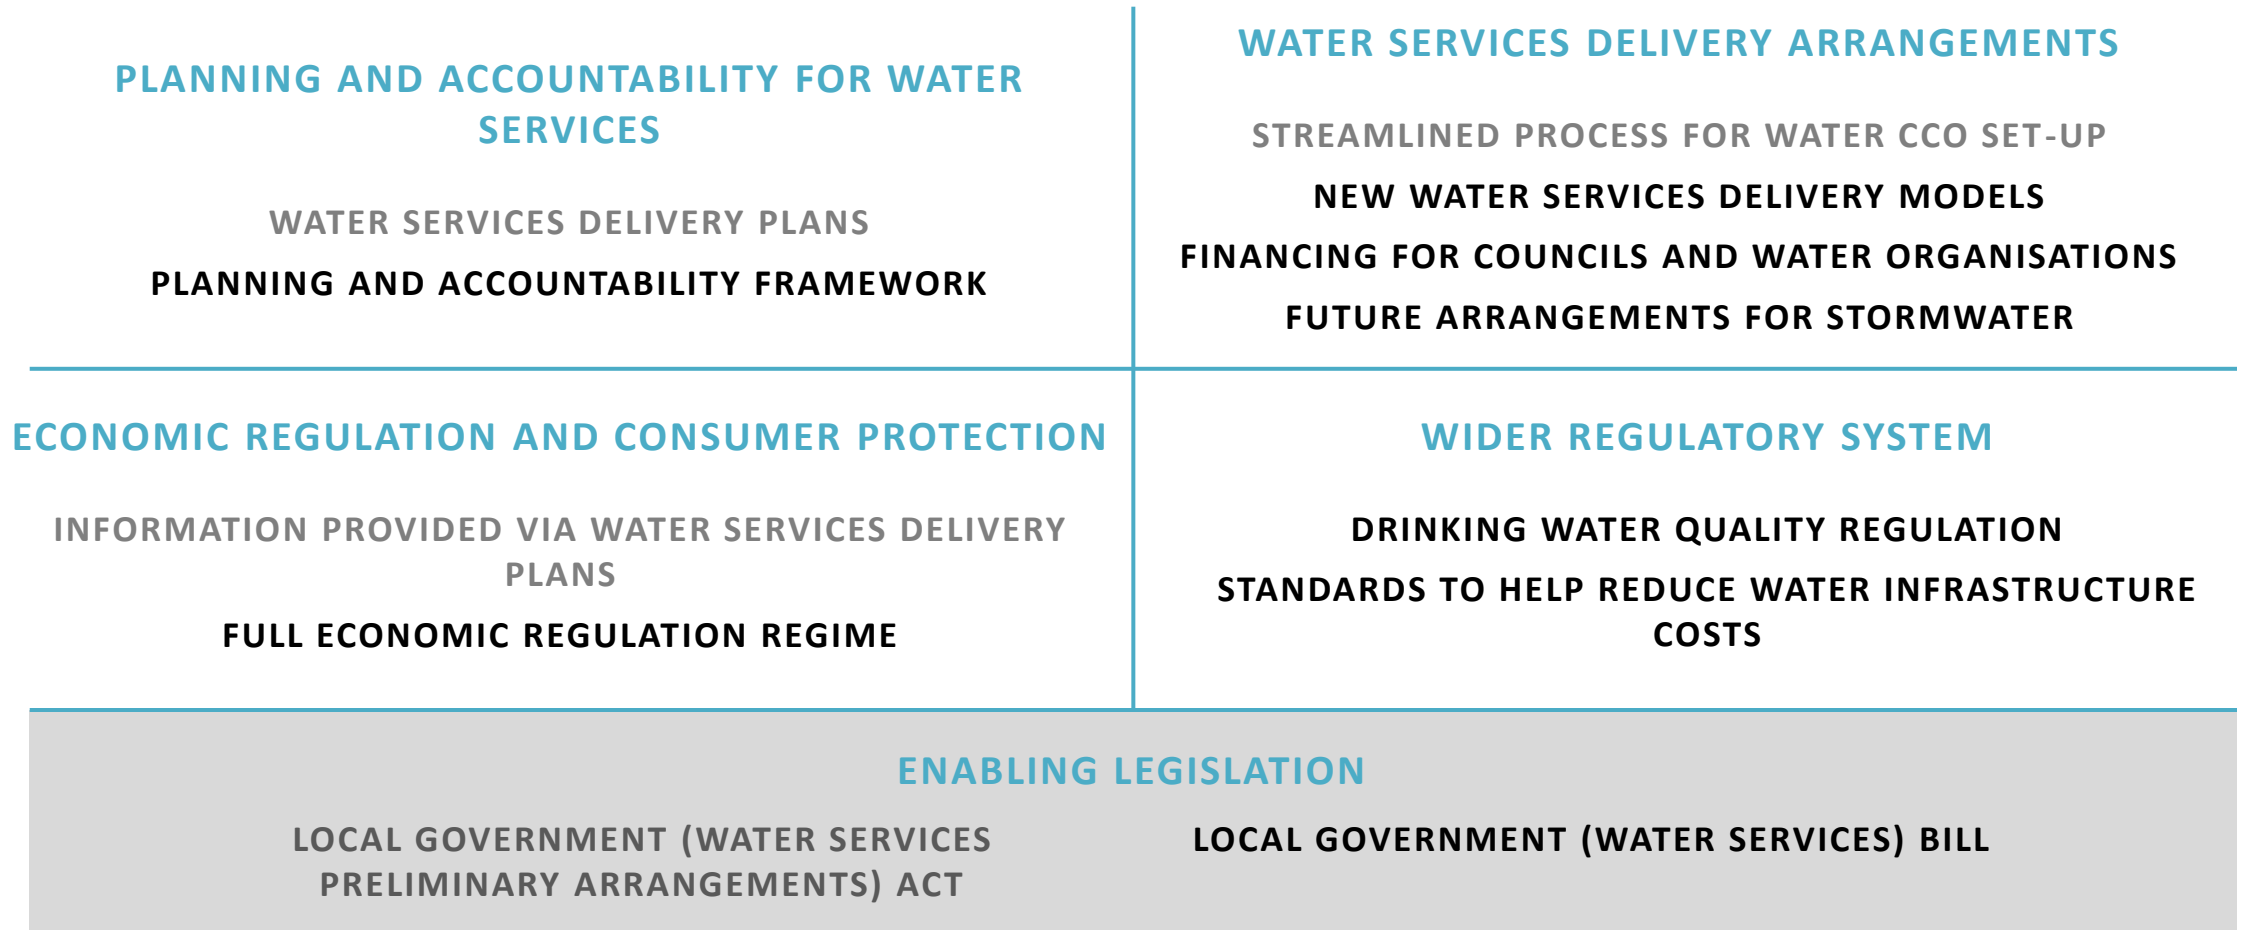 PLANNING AND ACCOUNTABILITY FOR WATER
SERVICES
WATER SERVICES DELIVERY PLANS
PLANNING AND ACCOUNTABILITY FRAMEWORK
WATER SERVICES DELIVERY ARRANGEMENTS
STREAMLINED PROCESS FOR WATER CCO SET-UP
NEW WATER SERVICES DELIVERY MODELS
FINANCING FOR COUNCILS AND WATER ORGANISATIONS
FUTURE ARRANGEMENTS FOR STORMWATER
ECONOMIC REGULATION AND CONSUMER PROTECTION
INFORMATION PROVIDED VIA WATER SERVICES DELIVERY
PLANS
FULL ECONOMIC REGULATION REGIME
WIDER REGULATORY SYSTEM
DRINKING WATER QUALITY REGULATION
STANDARDS TO HELP REDUCE WATER INFRASTRUCTURE
COSTS
ENABLING LEGISLATION
LOCAL GOVERNMENT (WATER SERVICES
PRELIMINARY ARRANGEMENTS) ACT
LOCAL GOVERNMENT (WATER SERVICES) BILL